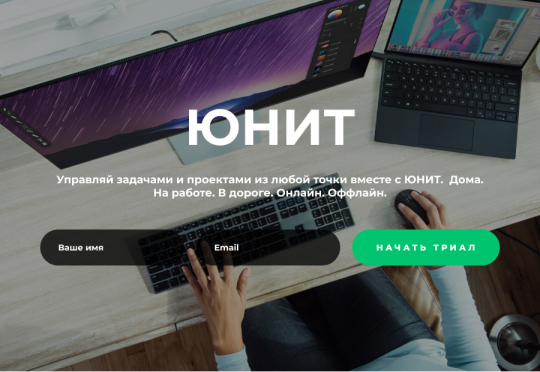 ЮНИТ
Управляй задачами и проектами из любой точки вместе с ЮНИТ. Дома.
На работе. В дороге. Онлайн. Оффлайн.
Ваше имя
Email
НАЧАТЬ ТРИАЛ